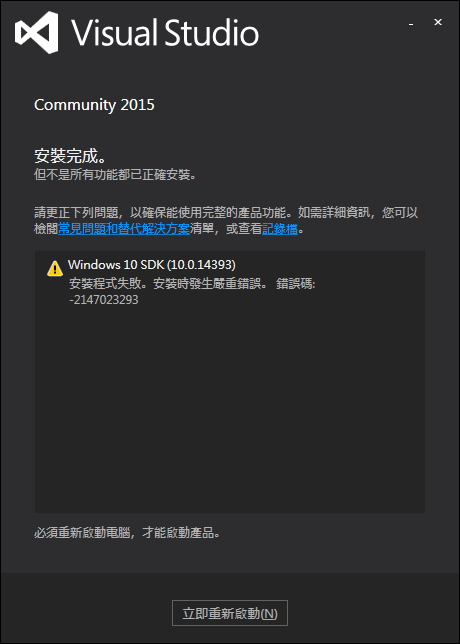 Visual Studio
Community 2015
安裝完成。
但不是所有功能都已正確安裝。
請更正下列問題，以確保能使用完整的產品功能。如需詳細資訊，您可以
檢閱常見問題和替代解決方案清單，或查看記錄檔。
Windows 10 SDK (10.0.14393)
安裝程式失敗。安裝時發生嚴重錯誤。 錯誤碼:
-2147023293
必須重新啟動電腦，才能啟動產品。
立即重新啟動(N)